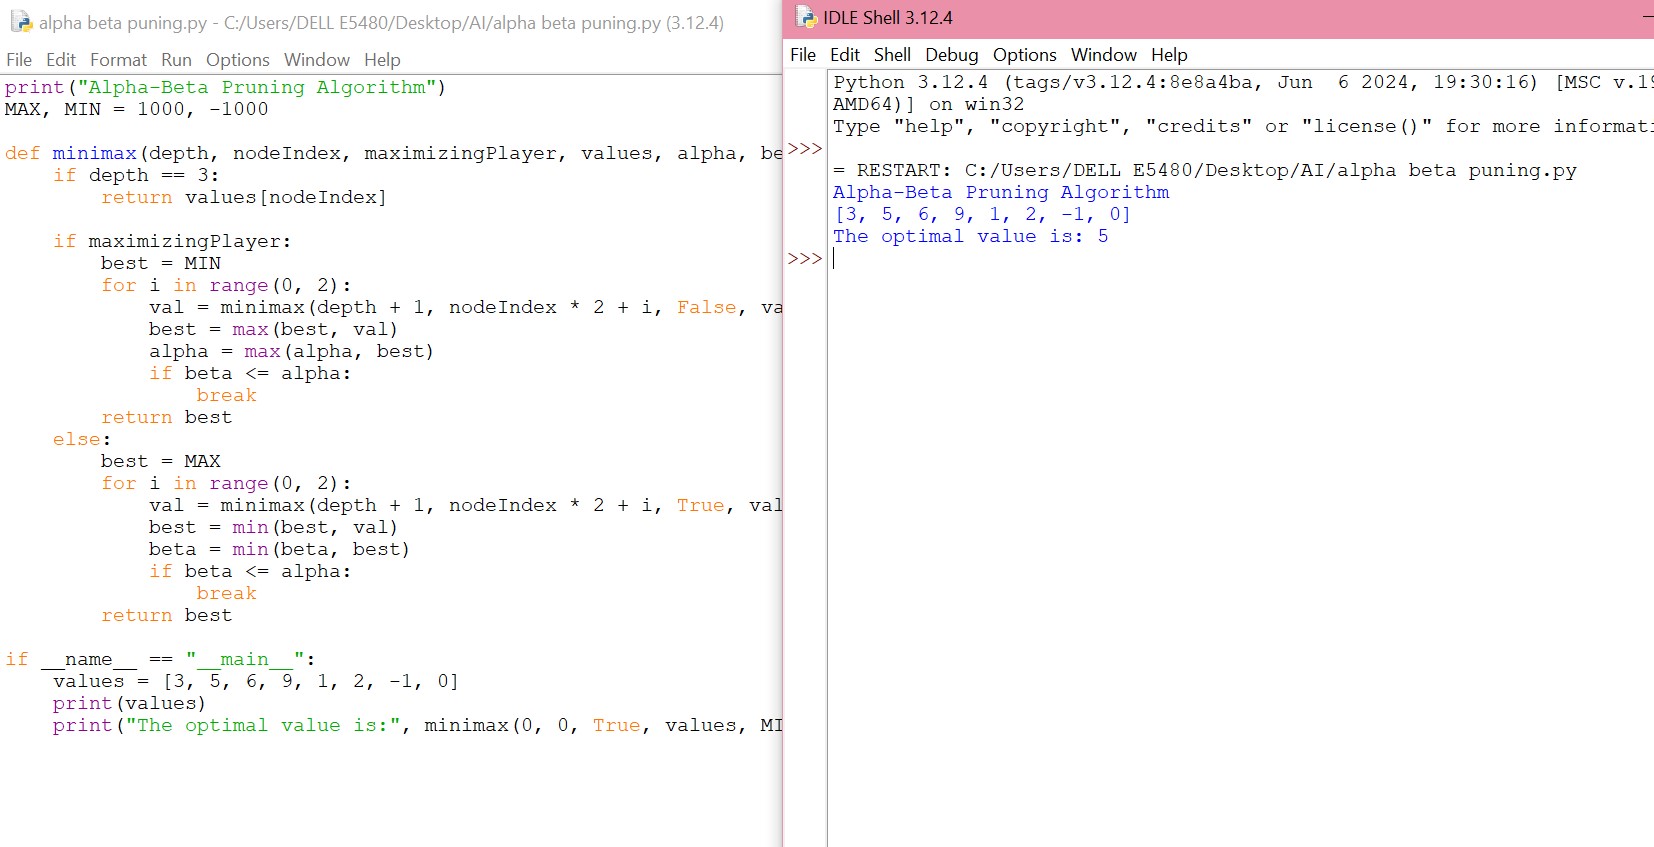 alpha beta puning.py - C:/Users/DELL E5480/Desktop/AI/alpha beta puning.py (3.12.4)
File Edit Format Run Options Window Help
print("Alpha-Beta Pruning Algorithm")
MAX, MIN = 1000, -1000
def minimax(depth, nodeIndex, maximizingPlayer, values, alpha, be
    if depth == 3:
        return values[nodeIndex]
    if maximizingPlayer:
        best = MIN
        for i in range(0, 2):
            val = minimax(depth + 1, nodeIndex * 2 + i, False, va
            best = max(best, val)
            alpha = max(alpha, best)
            if beta <= alpha:
                break
        return best
    else:
        best = MAX
        for i in range(0, 2):
            val = minimax(depth + 1, nodeIndex * 2 + i, True, val
            best = min(best, val)
            beta = min(beta, best)
            if beta <= alpha:
                break
        return best
if __name__ == "__main__":
    values = [3, 5, 6, 9, 1, 2, -1, 0]
    print(values)
    print("The optimal value is:", minimax(0, 0, True, values, MI
IDLE Shell 3.12.4
File Edit Shell Debug Options Window Help
Python 3.12.4 (tags/v3.12.4:8e8a4ba, Jun  6 2024, 19:30:16) [MSC v.19
AMD64)] on win32
Type "help", "copyright", "credits" or "license()" for more informati
>>>
= RESTART: C:/Users/DELL E5480/Desktop/AI/alpha beta puning.py
Alpha-Beta Pruning Algorithm
[3, 5, 6, 9, 1, 2, -1, 0]
The optimal value is: 5
>>>